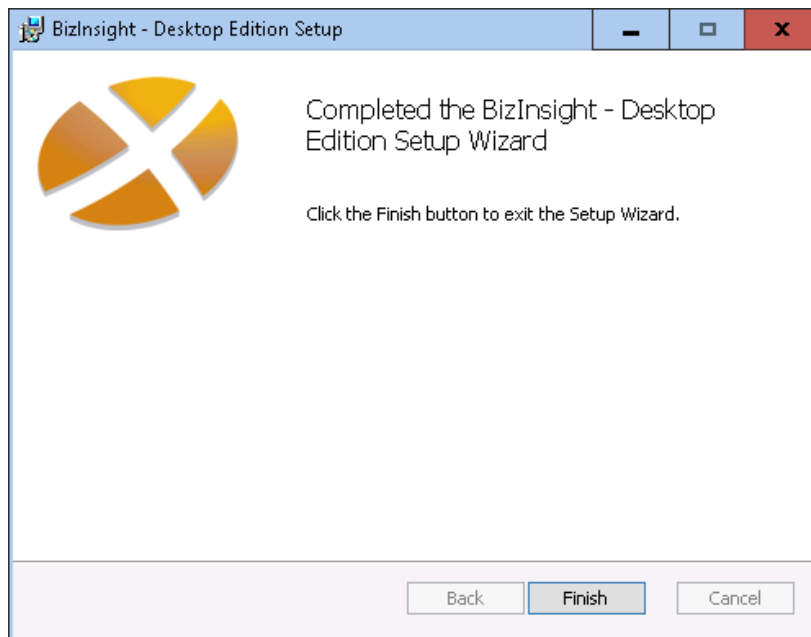 BizInsight - Desktop Edition Setup
Completed the BizInsight - Desktop
Edition Setup Wizard
Click the Finish button to exit the Setup Wizard.
Back Finish Cancel